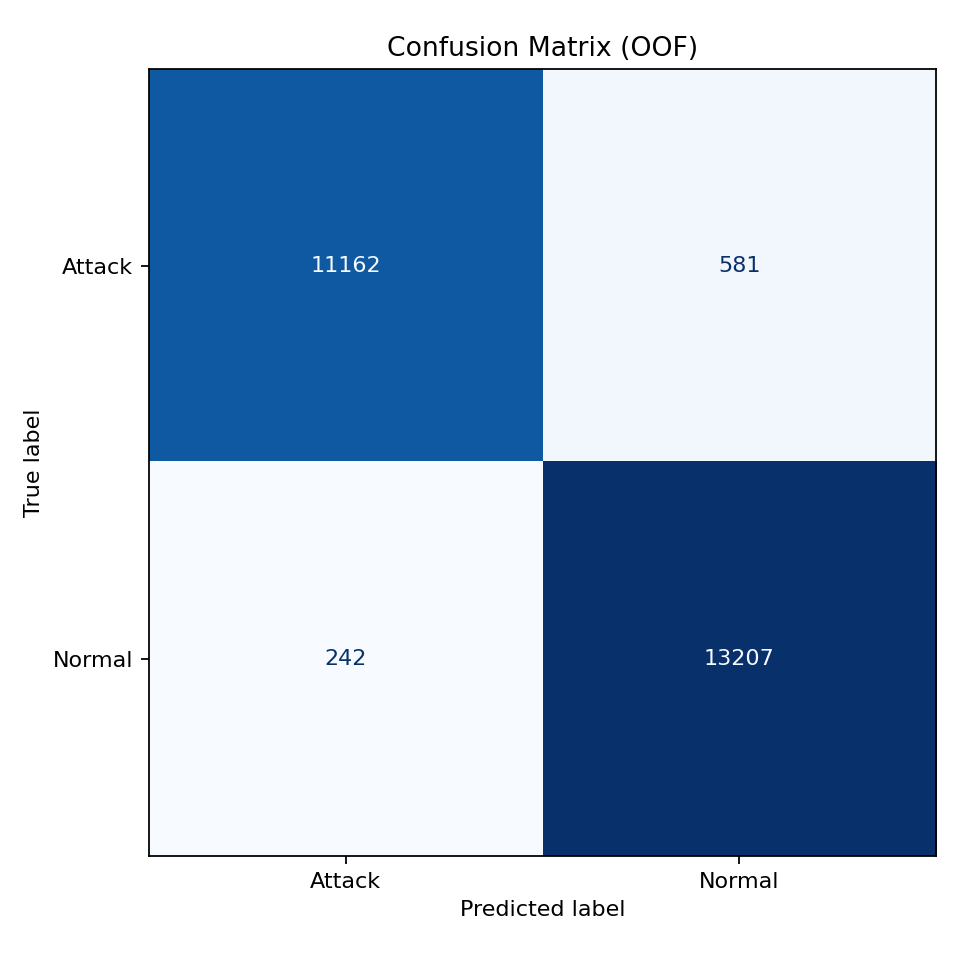 Confusion Matrix (OOF)
True label
Attack
11162
581
Normal
242
13207
Attack
Normal
Predicted label